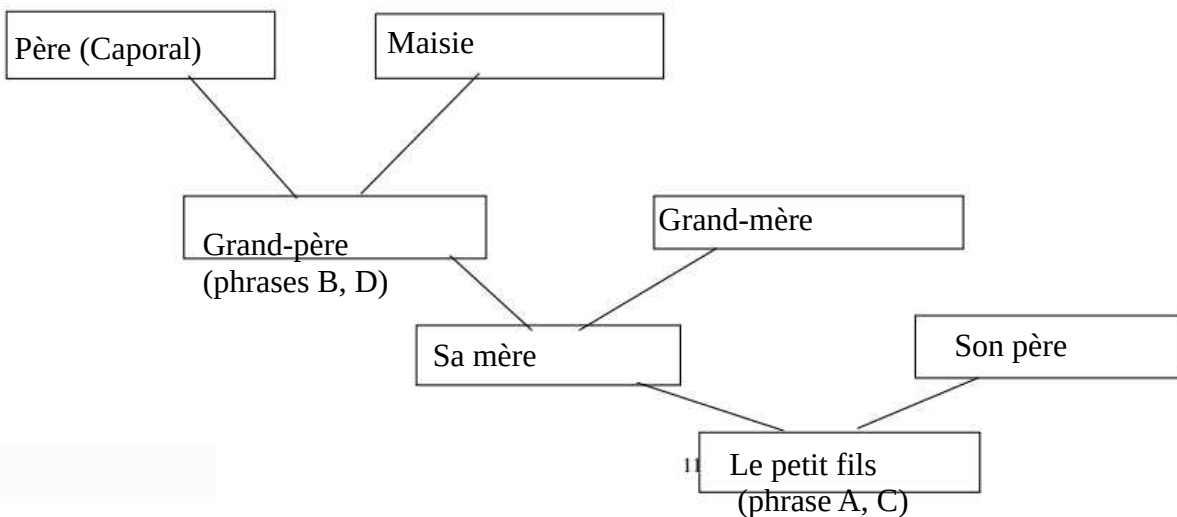 Père (Caporal)
Maisie
Grand-père
(phrases B, D)
Grand-mère
Sa mère
Son père
11
Le petit fils
(phrase A, C)